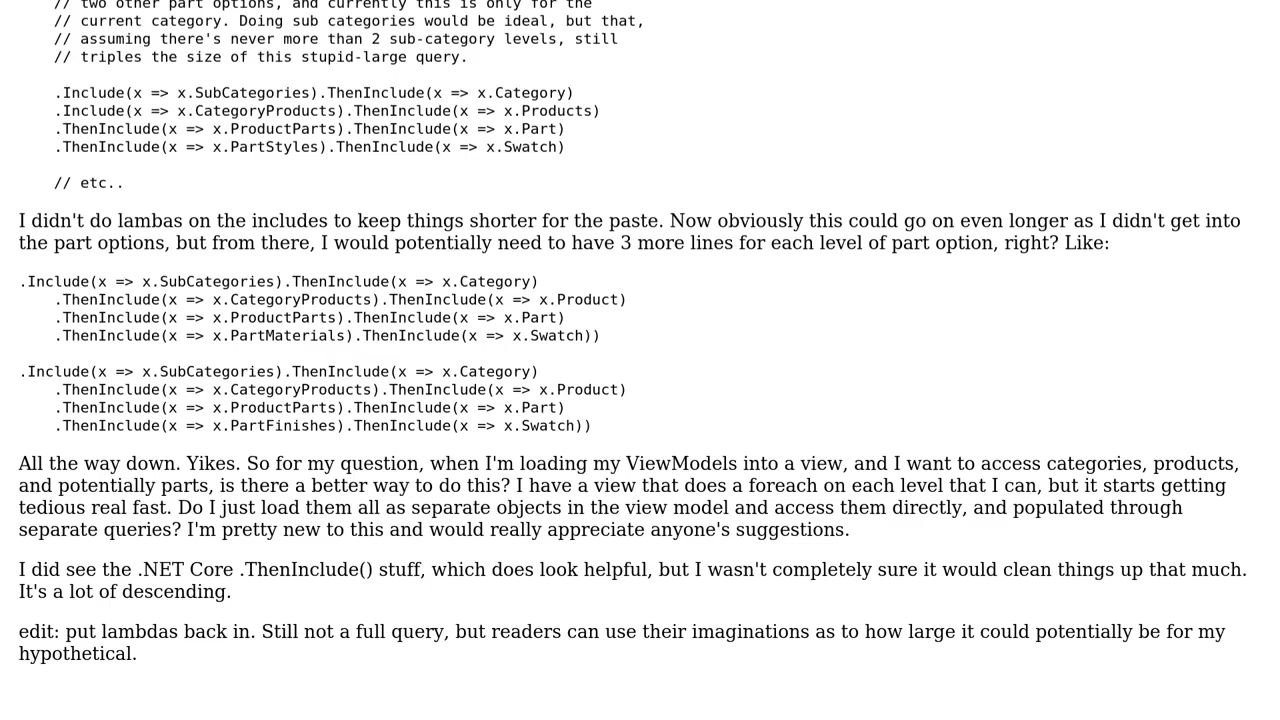 // two other part options, and currently this is only for the
// current category. Doing sub categories would be ideal, but that,
// assuming there's never more than 2 sub-category levels, still
// triples the size of this stupid-large query.
.Include(x => x.SubCategories).ThenInclude(x => x.Category)
.Include(x => x.CategoryProducts).ThenInclude(x => x.Products)
.ThenInclude(x => x.ProductParts).ThenInclude(x => x.Part)
.ThenInclude(x => x.PartStyles).ThenInclude(x => x.Swatch)
// etc..
I didn't do lambas on the includes to keep things shorter for the paste. Now obviously this could go on even longer as I didn't get into
the part options, but from there, I would potentially need to have 3 more lines for each level of part option, right? Like:
.Include(x => x.SubCategories).ThenInclude(x => x.Category)
.ThenInclude(x => x.CategoryProducts).ThenInclude(x => x.Product)
.ThenInclude(x => x.ProductParts).ThenInclude(x => x.Part)
.ThenInclude(x => x.PartMaterials).ThenInclude(x => x.Swatch))
.Include(x => x.SubCategories).ThenInclude(x => x.Category)
.ThenInclude(x => x.CategoryProducts).ThenInclude(x => x.Product)
.ThenInclude(x => x.ProductParts).ThenInclude(x => x.Part)
.ThenInclude(x => x.PartFinishes).ThenInclude(x => x.Swatch))
All the way down. Yikes. So for my question, when I'm loading my ViewModels into a view, and I want to access categories, products,
and potentially parts, is there a better way to do this? I have a view that does a foreach on each level that I can, but it starts getting
tedious real fast. Do I just load them all as separate objects in the view model and access them directly, and populated through
separate queries? I'm pretty new to this and would really appreciate anyone's suggestions.
I did see the .NET Core .ThenInclude() stuff, which does look helpful, but I wasn't completely sure it would clean things up that much.
It's a lot of descending.
edit: put lambdas back in. Still not a full query, but readers can use their imaginations as to how large it could potentially be for my
hypothetical.